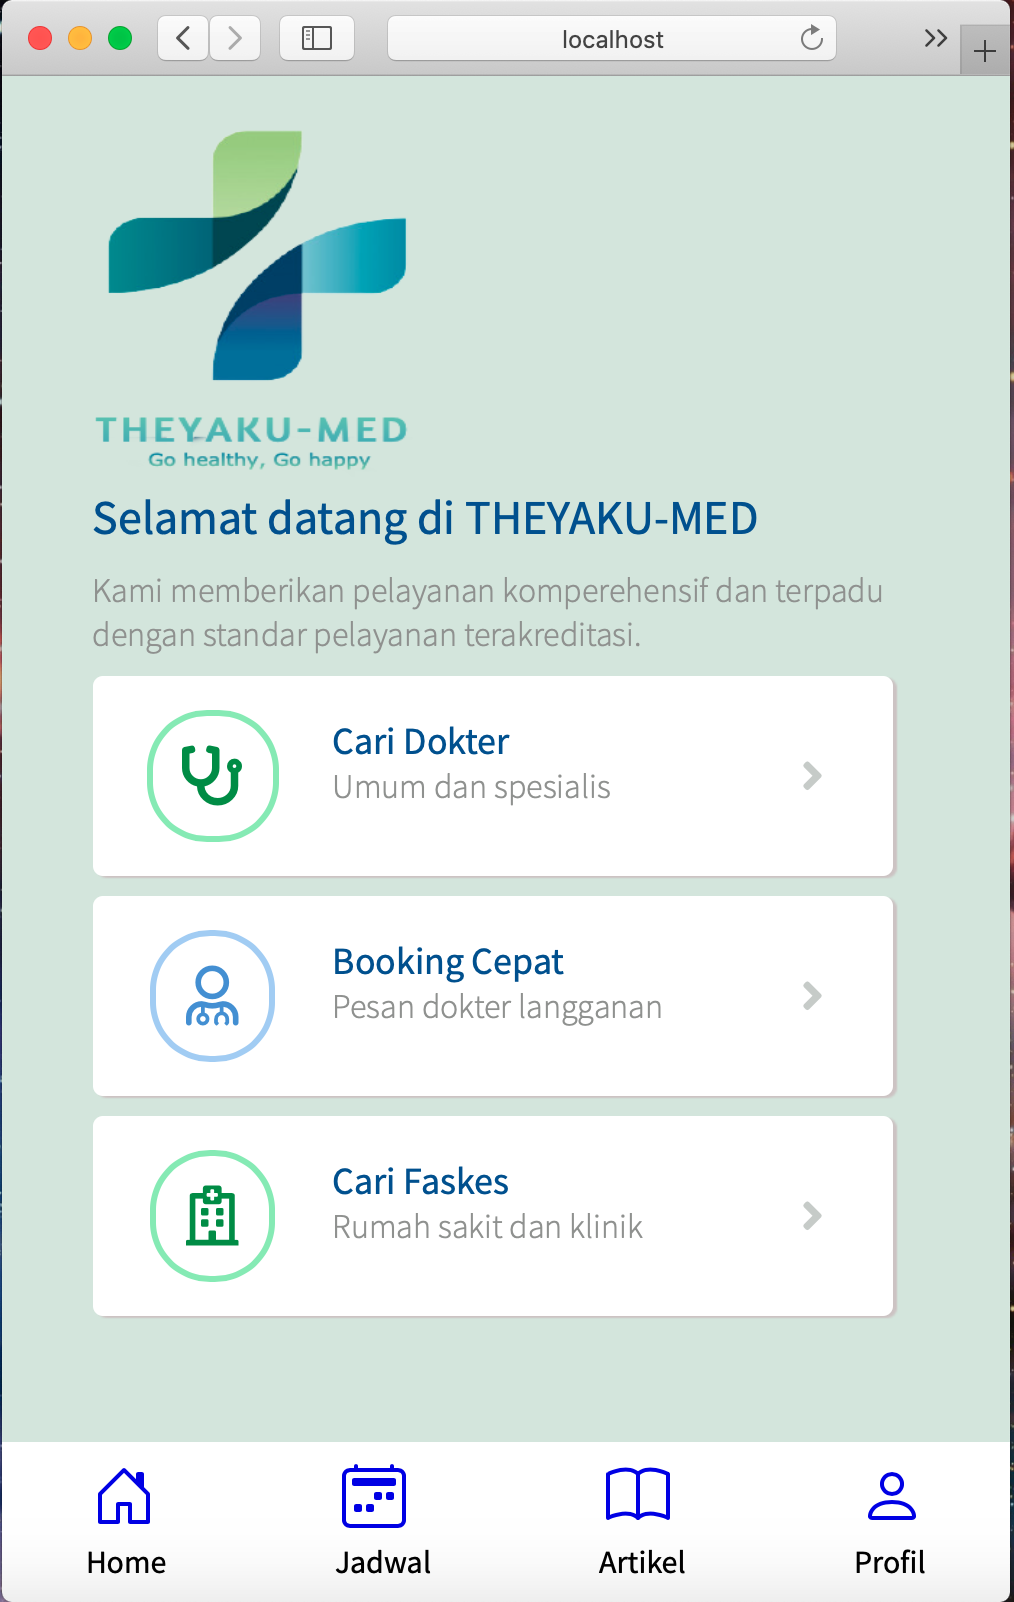 localhost
THEYAKU-MED
Go healthy, Go happy
Selamat datang di THEYAKU-MED
Kami memberikan pelayanan komperehensif dan terpadu
dengan standar pelayanan terakreditasi.
Cari Dokter
Umum dan spesialis
Booking Cepat
Pesan dokter langganan
Cari Faskes
Rumah sakit dan klinik
Home
Jadwal
Artikel
Profil